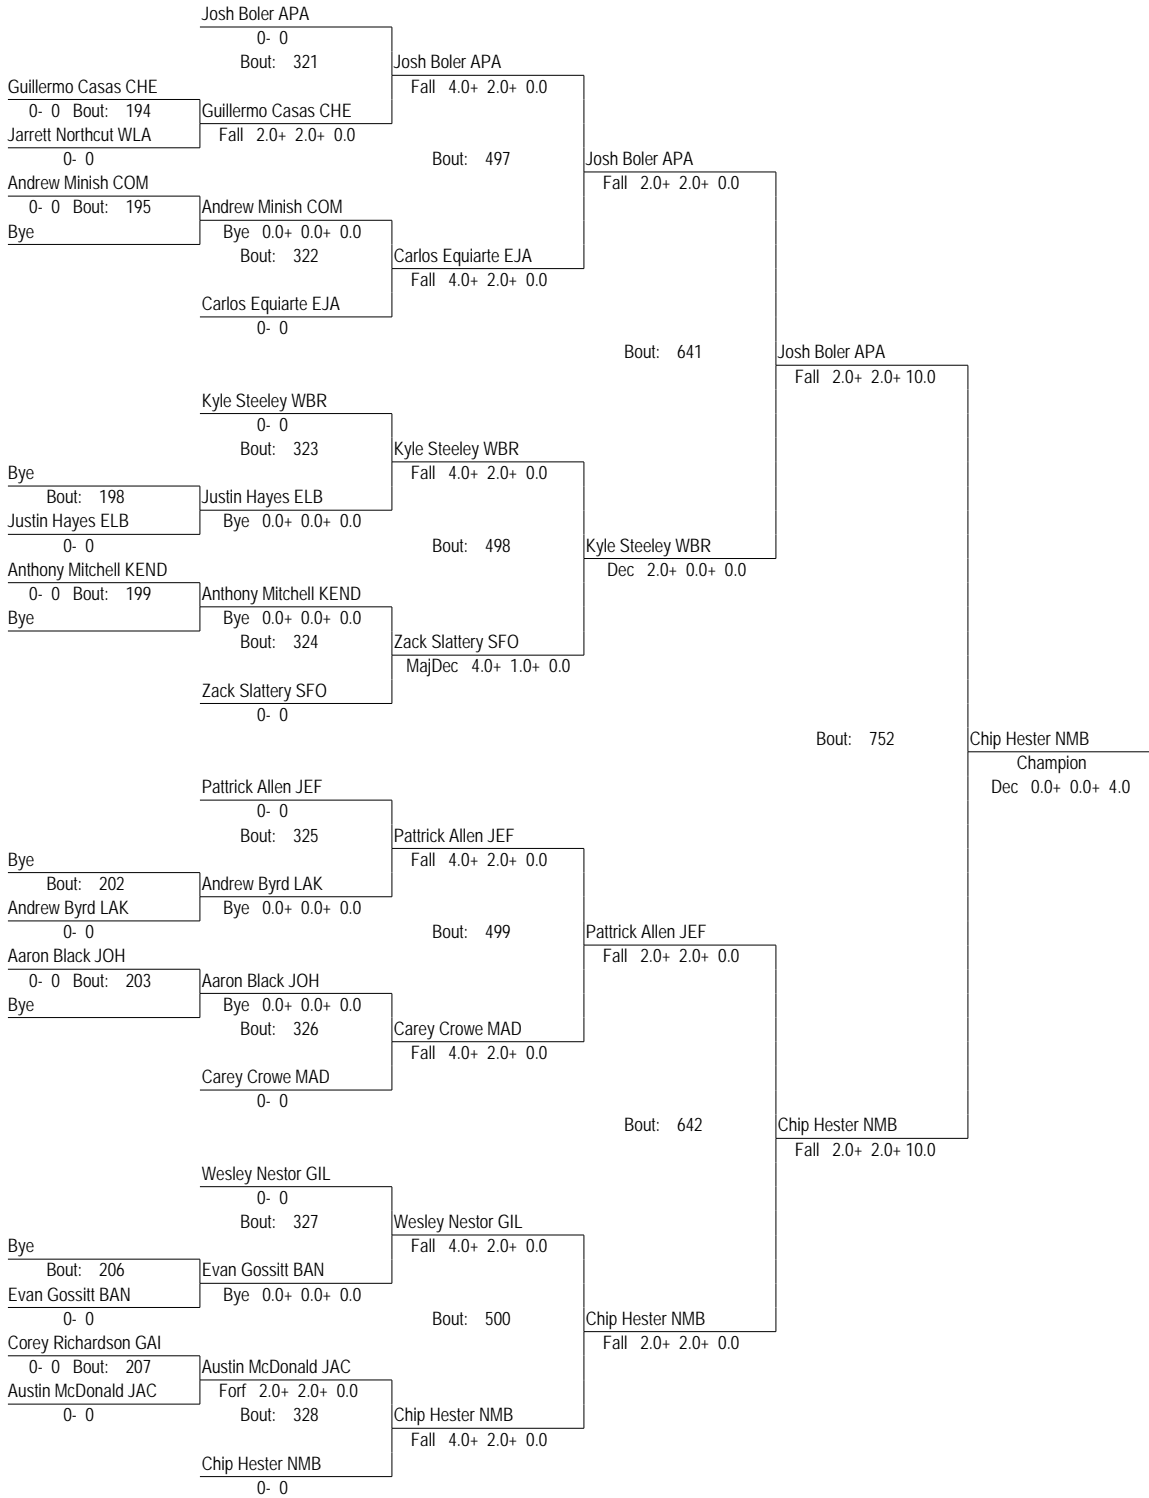 Josh Boler APA
0- 0
Bout: 321
Josh Boler APA
Guillermo Casas CHE
Fall 4.0+ 2.0+ 0.0
0- 0 Bout: 194
Guillermo Casas CHE
Jarrett Northcut WLA
Fall 2.0+ 2.0+ 0.0
0- 0
Bout: 497
Josh Boler APA
Andrew Minish COM
Fall 2.0+ 2.0+ 0.0
0- 0 Bout: 195
Andrew Minish COM
Bye
Bye 0.0+ 0.0+ 0.0
Bout: 322
Carlos Equiarte EJA
Fall 4.0+ 2.0+ 0.0
Carlos Equiarte EJA
0- 0
Bout: 641
Josh Boler APA
Fall 2.0+ 2.0+ 10.0
Kyle Steeley WBR
0- 0
Bout: 323
Kyle Steeley WBR
Bye
Fall 4.0+ 2.0+ 0.0
Bout: 198
Justin Hayes ELB
Justin Hayes ELB
Bye 0.0+ 0.0+ 0.0
0- 0
Bout: 498
Kyle Steeley WBR
Anthony Mitchell KEND
Dec 2.0+ 0.0+ 0.0
0- 0 Bout: 199
Anthony Mitchell KEND
Bye
Bye 0.0+ 0.0+ 0.0
Bout: 324
Zack Slattery SFO
MajDec 4.0+ 1.0+ 0.0
Zack Slattery SFO
0- 0
Bout: 752
Chip Hester NMB
Champion
Dec 0.0+ 0.0+ 4.0
Pattrick Allen JEF
0- 0
Bout: 325
Pattrick Allen JEF
Bye
Fall 4.0+ 2.0+ 0.0
Bout: 202
Andrew Byrd LAK
Andrew Byrd LAK
Bye 0.0+ 0.0+ 0.0
0- 0
Bout: 499
Pattrick Allen JEF
Aaron Black JOH
Fall 2.0+ 2.0+ 0.0
0- 0 Bout: 203
Aaron Black JOH
Bye
Bye 0.0+ 0.0+ 0.0
Bout: 326
Carey Crowe MAD
Fall 4.0+ 2.0+ 0.0
Carey Crowe MAD
0- 0
Bout: 642
Chip Hester NMB
Fall 2.0+ 2.0+ 10.0
Wesley Nestor GIL
0- 0
Bout: 327
Wesley Nestor GIL
Bye
Fall 4.0+ 2.0+ 0.0
Bout: 206
Evan Gossitt BAN
Evan Gossitt BAN
Bye 0.0+ 0.0+ 0.0
0- 0
Bout: 500
Chip Hester NMB
Corey Richardson GAI
Fall 2.0+ 2.0+ 0.0
0- 0 Bout: 207
Austin McDonald JAC
Austin McDonald JAC
Forf 2.0+ 2.0+ 0.0
0- 0
Bout: 328
Chip Hester NMB
Fall 4.0+ 2.0+ 0.0
Chip Hester NMB
0- 0